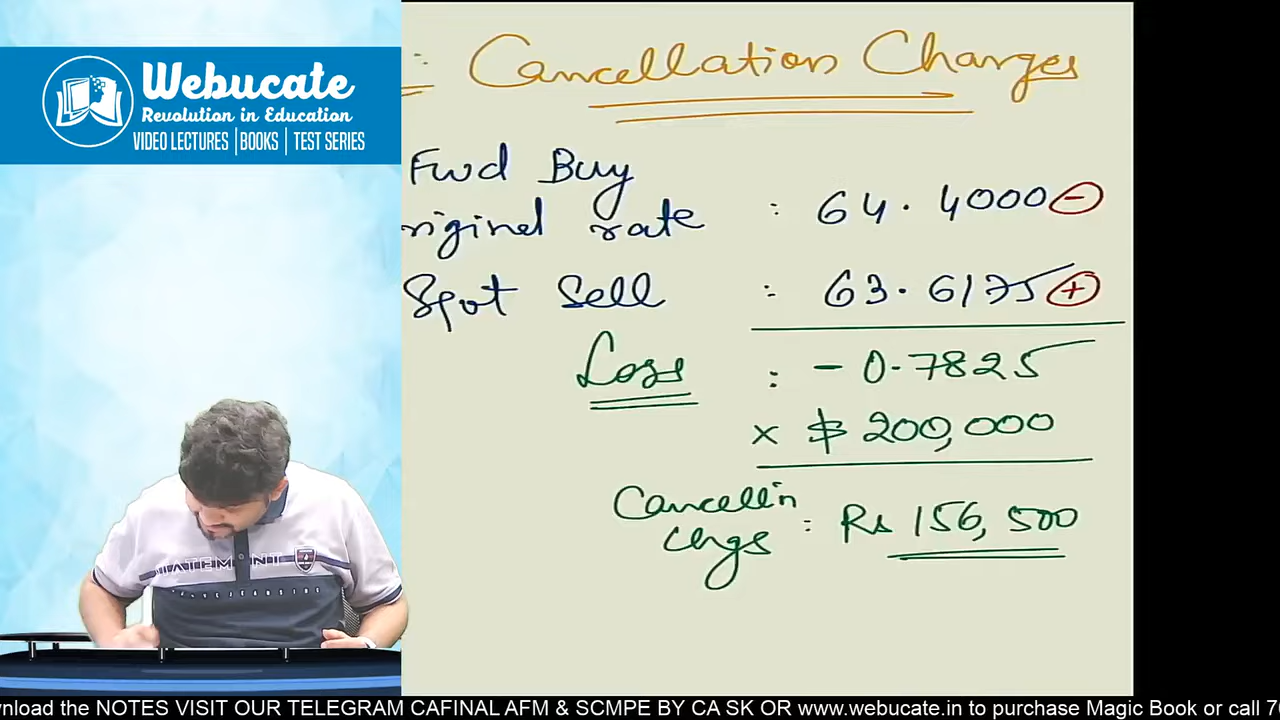 Webucate
Revolution in Education
VIDEO LECTURES | BOOKS | TEST SERIES
: Cancellation Charges
Fwd Buy
riginal rate : 64.4000 -
Spot Sell : 63.6175 +
Loss : - 0.7825
x $ 200,000
Cancelln
chgs : Rs 156,500
nload the NOTES VISIT OUR TELEGRAM CAFINAL AFM & SCMPE BY CA SK OR www.webucate.in to purchase Magic Book or call 7